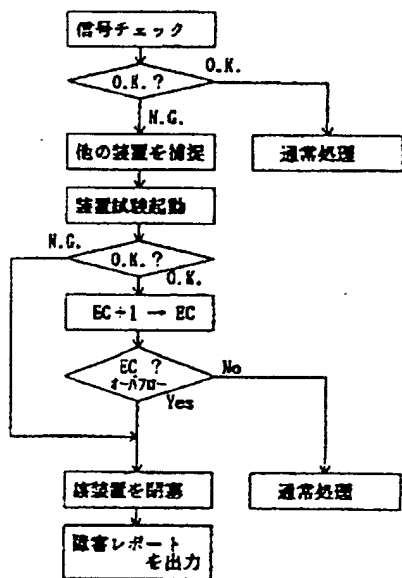 信号チェック
O.K. ?
O.K.
N.G.
他の装置を捕捉
通常処理
装置試験起動
N.G.
O.K. ?
O.K.
EC+1 → EC
EC ?
オーバフロー
No
Yes
該装置を閉塞
通常処理
障害レポート
を出力